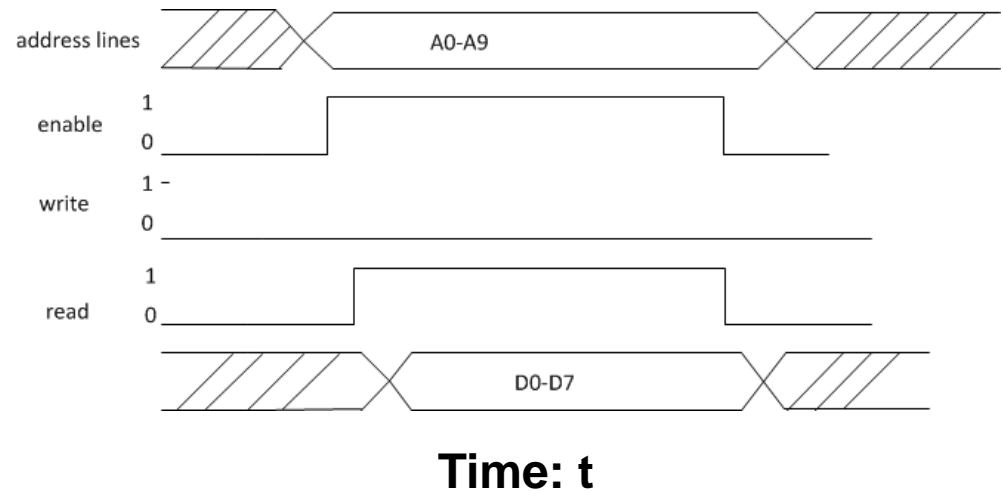 address lines
A0-A9
1
enable
0
1
write
0
1
read
0
D0-D7
Time: t